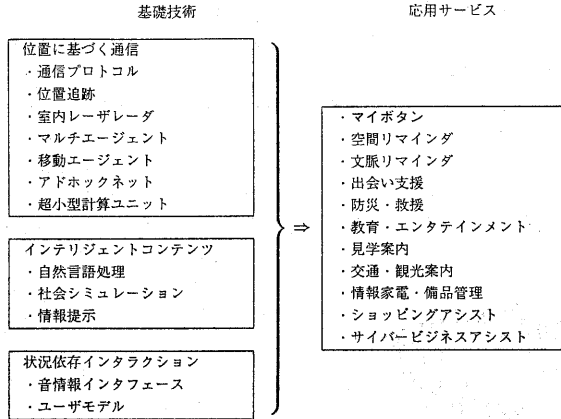 基礎技術
位置に基づく通信
・通信プロトコル
・位置追跡
・室内レーザレーダ
・マルチエージェント
・移動エージェント
・アドホックネット
・超小型計算ユニット
インテリジェントコンテンツ
・自然言語処理
・社会シミュレーション
・情報提示
状況依存インタラクション
・音情報インタフェース
・ユーザモデル
⇒
応用サービス
・マイボタン
・空間リマインダ
・文脈リマインダ
・出会い支援
・防災・救援
・教育・エンタテインメント
・見学案内
・交通・観光案内
・情報家電・備品管理
・ショッピングアシスト
・サイバービジネスアシスト